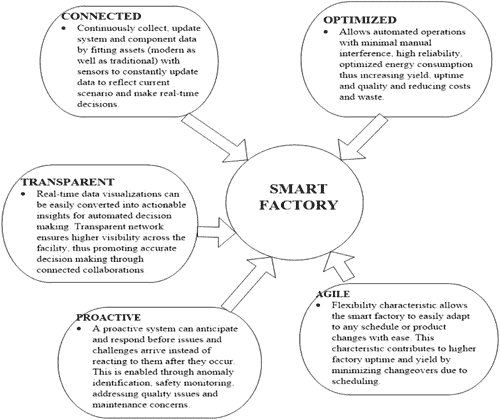 CONNECTED
• Continuously collect, update
system and component data
by fitting assets (modern as
well as traditional) with
sensors to constantly update
data to reflect current
scenario and make real-time
decisions.
OPTIMIZED
• Allows automated operations
with minimal manual
interference, high reliability,
optimized energy consumption
thus increasing yield, uptime
and quality and reducing costs
and waste.
SMART
FACTORY
TRANSPARENT
• Real-time data visualizations can
be easily converted into actionable
insights for automated decision
making. Transparent network
ensures higher visibility across the
facility, thus promoting accurate
decision making through
connected collaborations
PROACTIVE
• A proactive system can anticipate
and respond before issues and
challenges arrive instead of
reacting to them after they occur.
This is enabled through anomaly
identification, safety monitoring,
addressing quality issues and
maintenance concerns.
AGILE
• Flexibility characteristic allows
the smart factory to easily adapt
to any schedule or product
changes with ease. This
charcteristic contributes to higher
factory uptime and yield by
minimizing changeovers due to
scheduling.